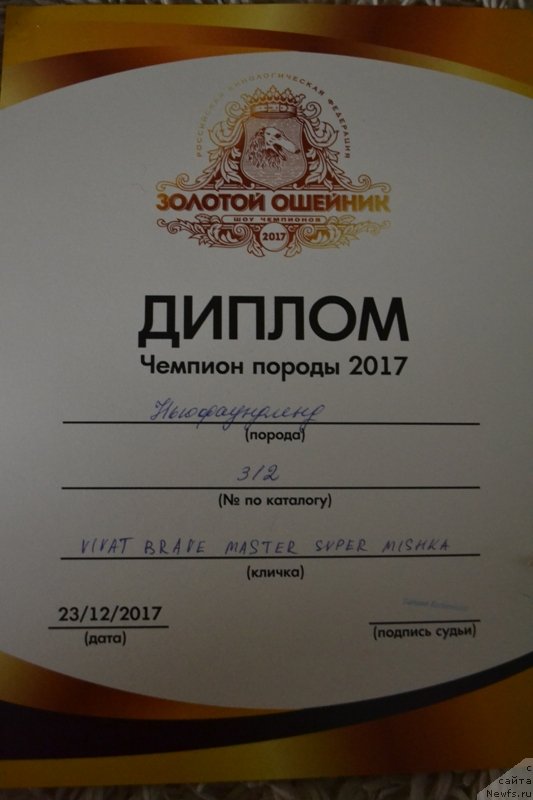 РОССИЙСКАЯ КИНОЛОГИЧЕСКАЯ ФЕДЕРАЦИЯ
ЗОЛОТОЙ ОШЕЙНИК
ШОУ ЧЕМПИОНОВ
2017
ДИПЛОМ
Чемпион породы 2017
Ньюфаундленд
(порода)
312
(№ по каталогу)
VIVAT BRAVE MASTER SUPER MISHKA
(кличка)
23/12/2017
(дата)
(подпись судьи)
с
сайта
Newfs.ru